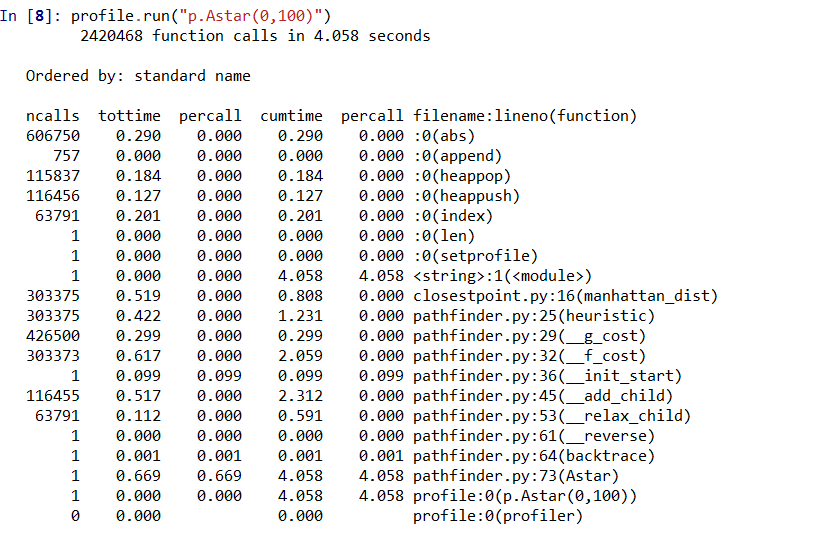 In [8]: profile.run("p.Astar(0,100)")
2420468 function calls in 4.058 seconds
Ordered by: standard name
ncalls tottime percall cumtime percall filename:lineno(function)
606750 0.290 0.000 0.290 0.000 :0(abs)
757 0.000 0.000 0.000 0.000 :0(append)
115837 0.184 0.000 0.184 0.000 :0(heappop)
116456 0.127 0.000 0.127 0.000 :0(heappush)
63791 0.201 0.000 0.201 0.000 :0(index)
1 0.000 0.000 0.000 0.000 :0(len)
1 0.000 0.000 0.000 0.000 :0(setprofile)
1 0.000 0.000 4.058 4.058 <string>:1(<module>)
303375 0.519 0.000 0.808 0.000 closestpoint.py:16(manhattan_dist)
303375 0.422 0.000 1.231 0.000 pathfinder.py:25(heuristic)
426500 0.299 0.000 0.299 0.000 pathfinder.py:29(__g_cost)
303373 0.617 0.000 2.059 0.000 pathfinder.py:32(__f_cost)
1 0.099 0.099 0.099 0.099 pathfinder.py:36(__init_start)
116455 0.517 0.000 2.312 0.000 pathfinder.py:45(__add_child)
63791 0.112 0.000 0.591 0.000 pathfinder.py:53(__relax_child)
1 0.000 0.000 0.000 0.000 pathfinder.py:61(__reverse)
1 0.001 0.001 0.001 0.001 pathfinder.py:64(backtrace)
1 0.669 0.669 4.058 4.058 pathfinder.py:73(Astar)
1 0.000 0.000 4.058 4.058 profile:0(p.Astar(0,100))
0 0.000 0.000 profile:0(profiler)